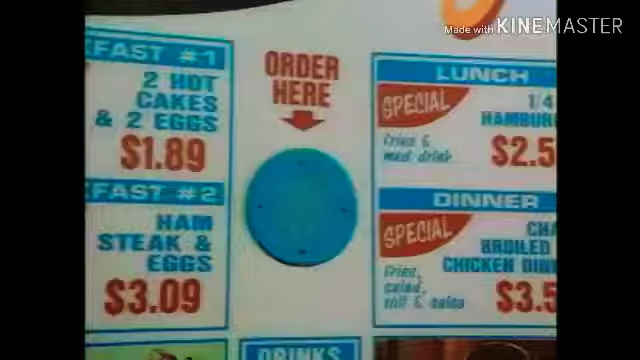 Made with KINEMASTER
KFAST #1
2 HOT
CAKES
& 2 EGGS
$1.89
KFAST #2
HAM
STEAK &
EGGS
$3.09
ORDER
HERE
LUNCH
SPECIAL
1/4
HAMBUR
fries &
med drink
$2.5
DINNER
SPECIAL
CHA
BROILED
CHICKEN DIN
fries,
salad,
roll & salsa
$3.5
DRINKS